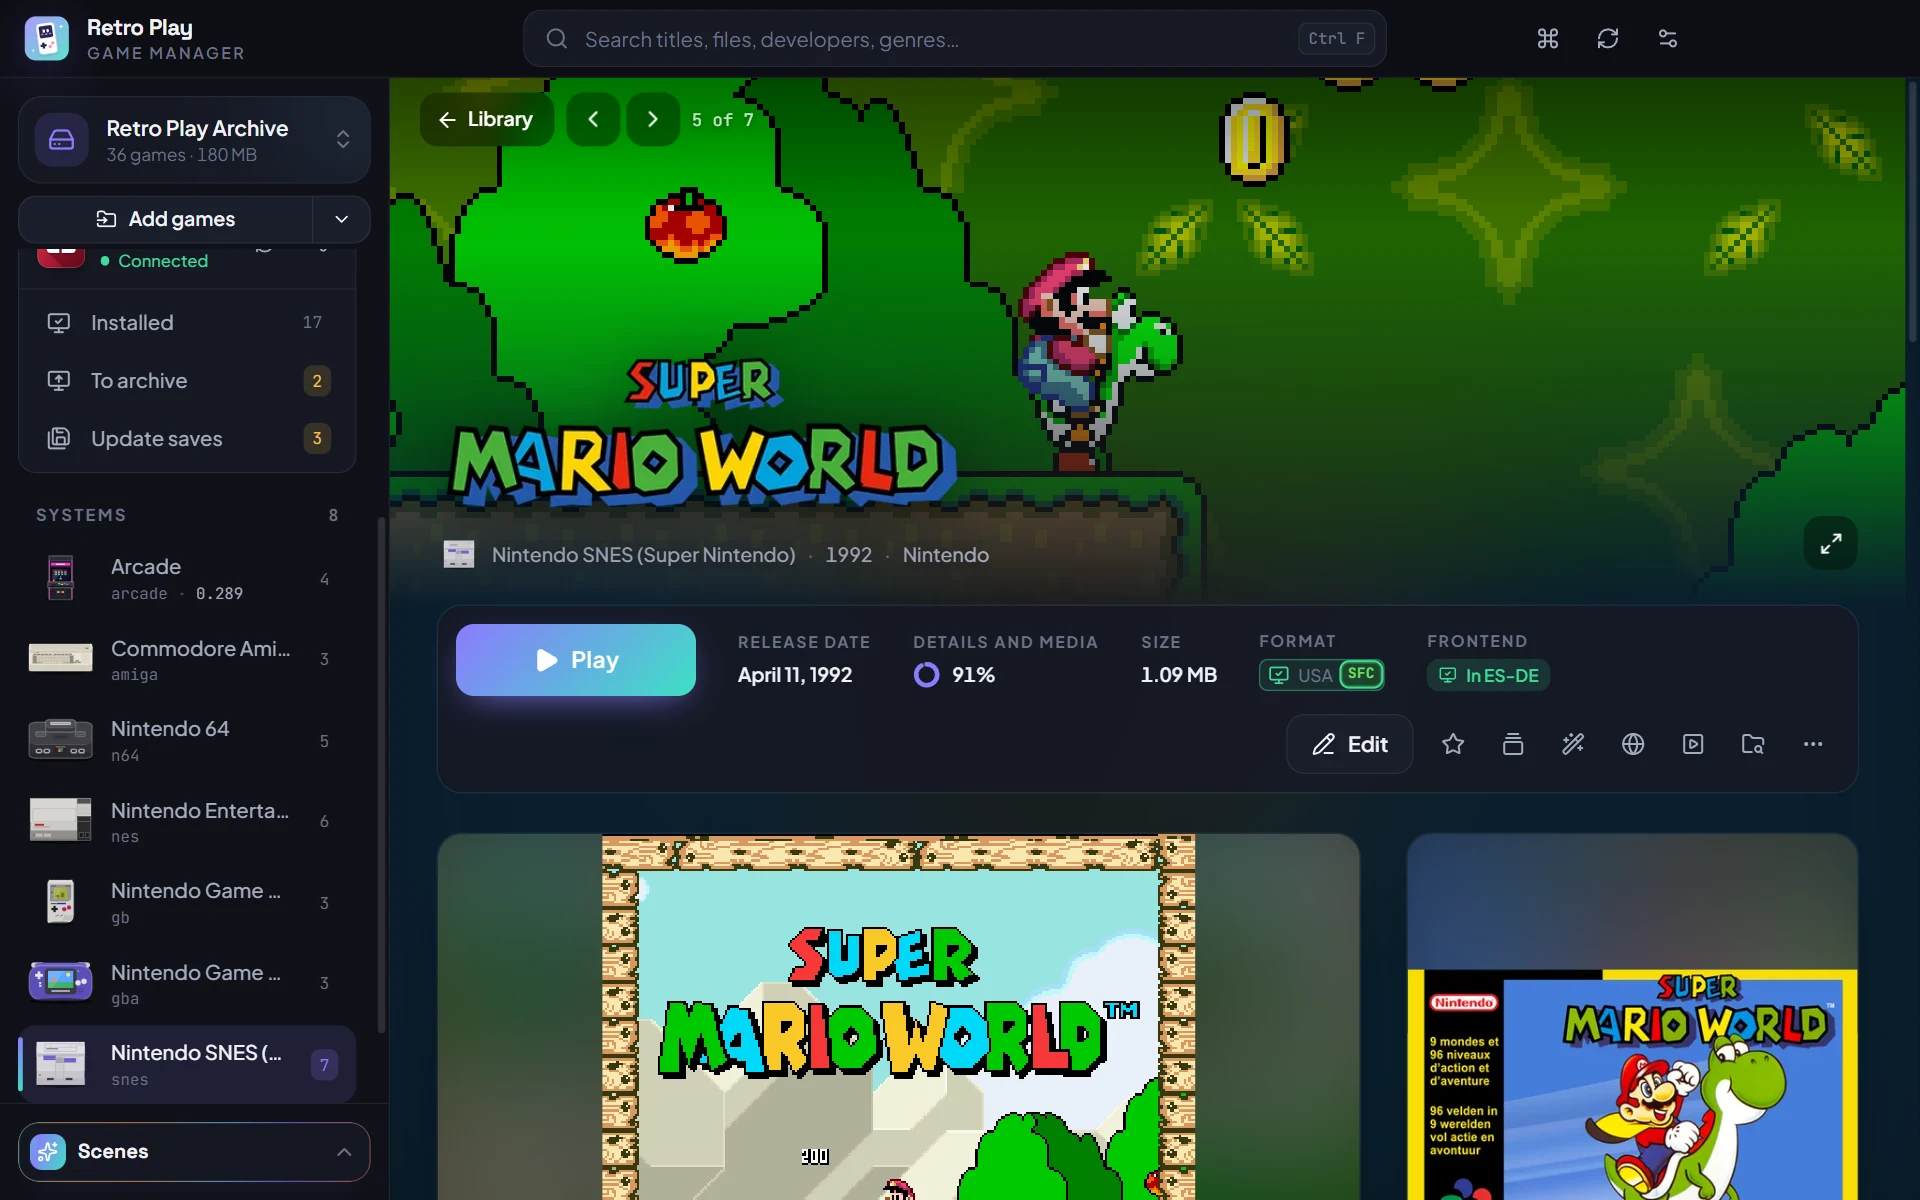 Retro Play
GAME MANAGER
Search titles, files, developers, genres…
Ctrl F
Retro Play Archive
36 games · 180 MB
Add games
Connected
Installed
17
To archive
2
Update saves
3
SYSTEMS
8
Arcade
arcade · 0.289
4
Commodore Ami…
amiga
3
Nintendo 64
n64
5
Nintendo Enterta…
nes
6
Nintendo Game …
gb
3
Nintendo Game …
gba
3
Nintendo SNES (…
snes
7
Scenes
Library
5 of 7
SUPER
MARIO WORLD
Nintendo SNES (Super Nintendo) · 1992 · Nintendo
Play
RELEASE DATE
April 11, 1992
DETAILS AND MEDIA
91%
SIZE
1.09 MB
FORMAT
USA SFC
FRONTEND
In ES-DE
Edit
SUPER
MARIO WORLD™
300
Nintendo
SUPER
MARIO WORLD™
9 mondes et
96 niveaux
d'action et
d'aventure
96 velden in
9 werelden
vol actie en
avontuur